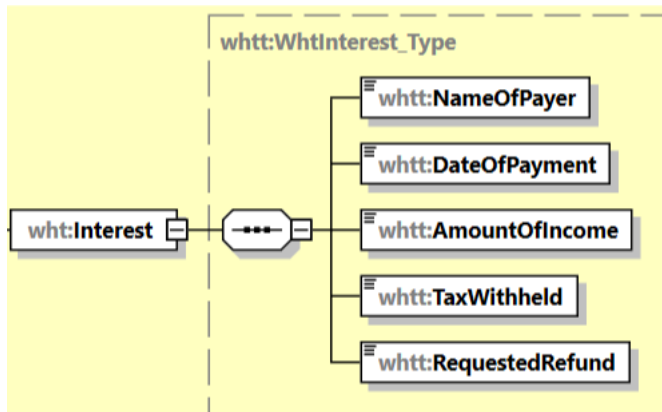 whtt:WhtInterest_Type
whtt:NameOfPayer
whtt:DateOfPayment
wht:Interest
whtt:AmountOfIncome
whtt:TaxWithheld
whtt:RequestedRefund